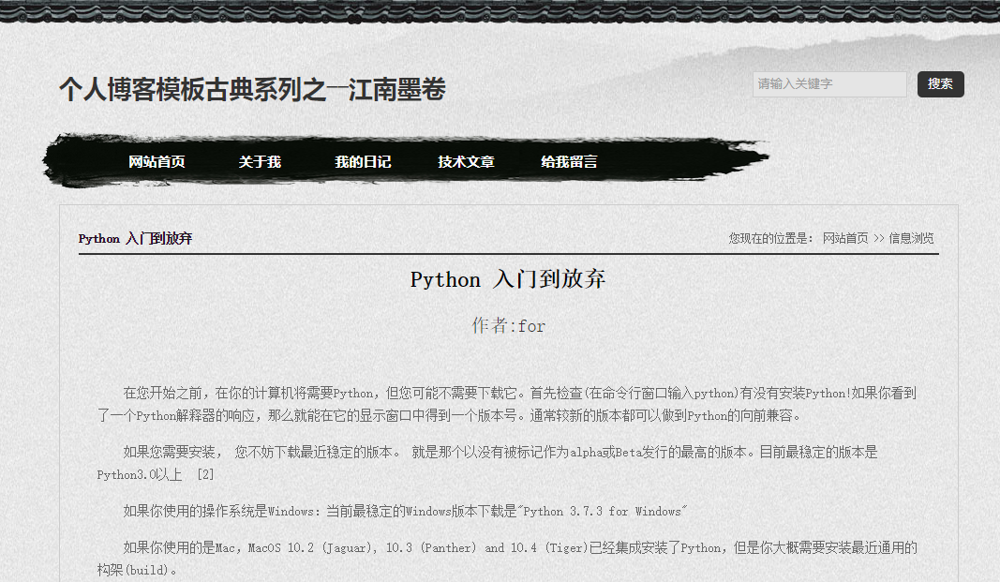 个人博客模板古典系列之--江南墨卷
请输入关键字 搜索
网站首页 关于我 我的日记 技术文章 给我留言
Python 入门到放弃 您现在的位置是： 网站首页 >> 信息浏览
Python 入门到放弃
作者:for
在您开始之前，在你的计算机将需要Python，但您可能不需要下载它。首先检查(在命令行窗口输入python)有没有安装Python!如果你看到
了一个Python解释器的响应，那么就能在它的显示窗口中得到一个版本号。通常较新的版本都可以做到Python的向前兼容。
如果您需要安装， 您不妨下载最近稳定的版本。 就是那个以没有被标记作为alpha或Beta发行的最高的版本。目前最稳定的版本是
Python3.0以上 [2]
如果你使用的操作系统是Windows：当前最稳定的Windows版本下载是"Python 3.7.3 for Windows"
如果你使用的是Mac，MacOS 10.2 (Jaguar), 10.3 (Panther) and 10.4 (Tiger)已经集成安装了Python，但是你大概需要安装最近通用的
构架(build)。